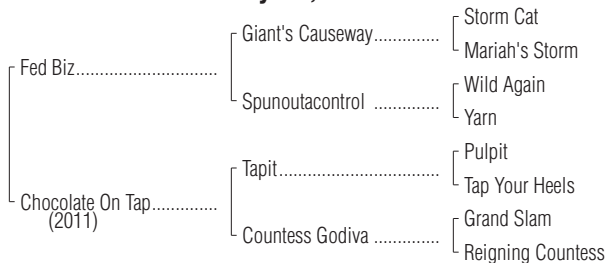 Storm Cat
Giant's Causeway..............
Mariah's Storm
Fed Biz..............................
Wild Again
Spunoutacontrol ..............
Yarn
Pulpit
Tapit..................................
Tap Your Heels
Chocolate On Tap..............
(2011)
Grand Slam
Countess Godiva ..............
Reigning Countess